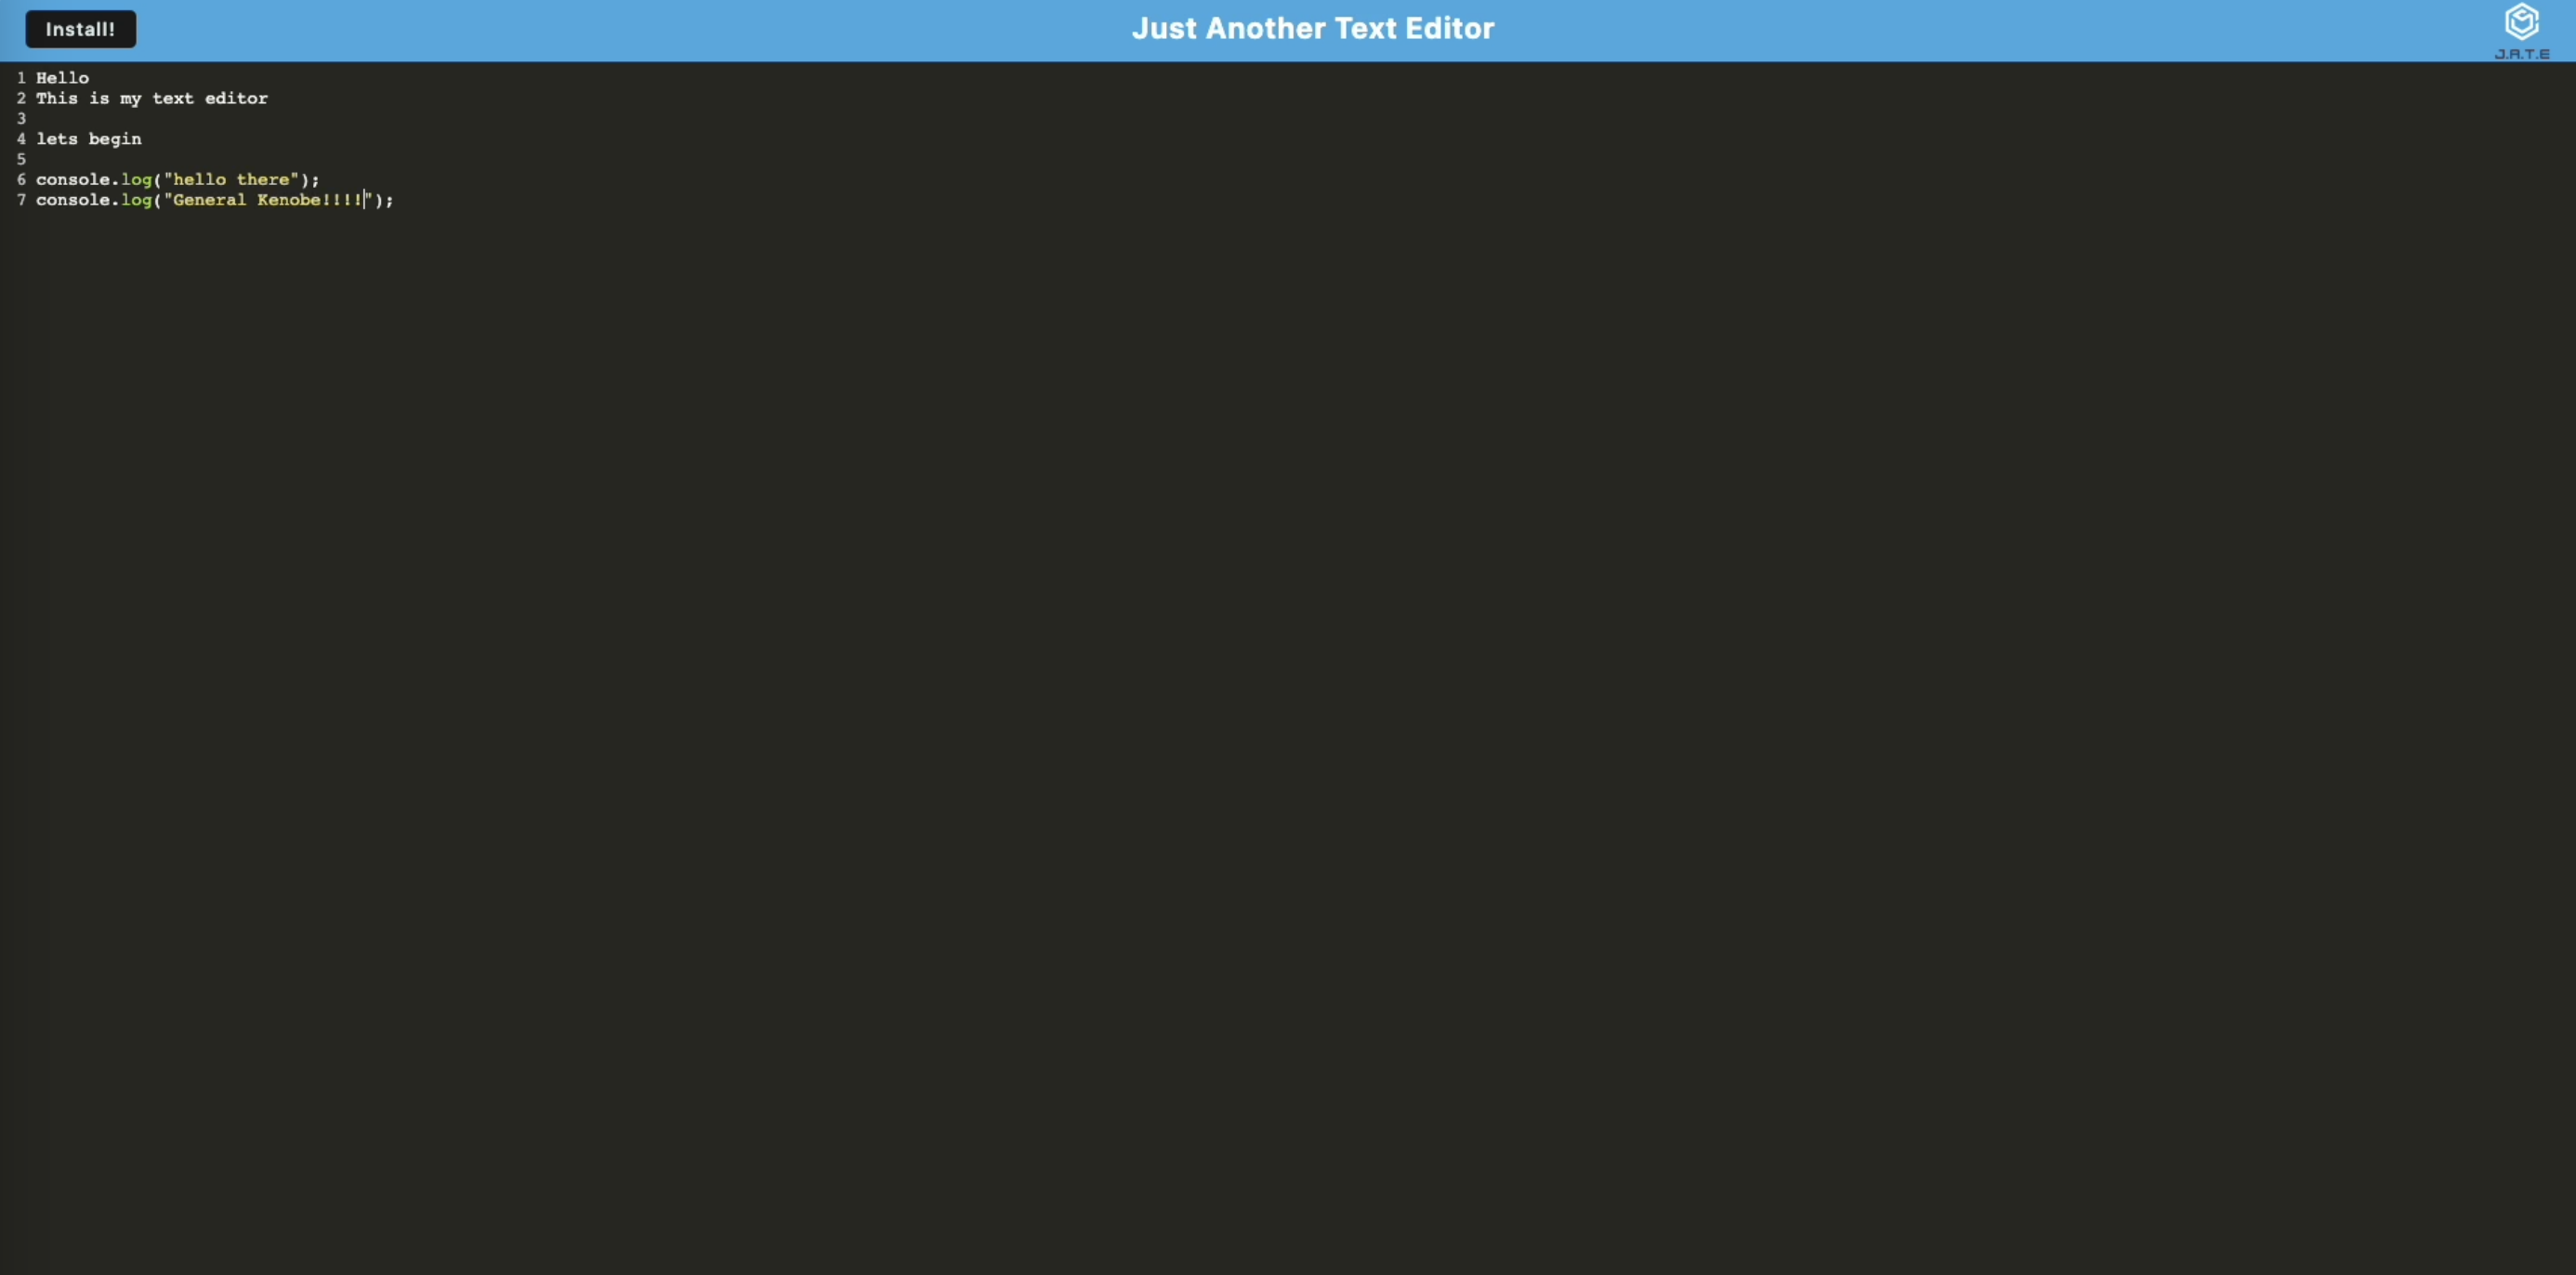 Install!
Just Another Text Editor
J.A.T.E
1 Hello
2 This is my text editor
3
4 lets begin
5
6 console.log("hello there");
7 console.log("General Kenobe!!!!");